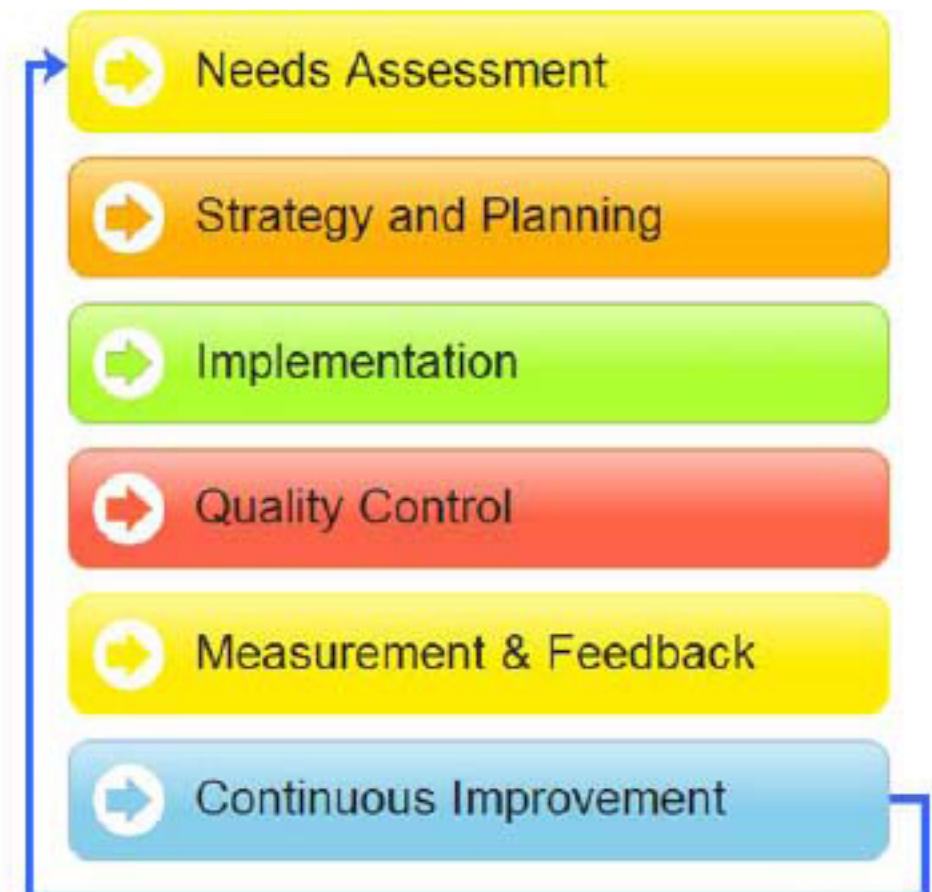 Needs Assessment
Strategy and Planning
Implementation
Quality Control
Measurement & Feedback
Continuous Improvement